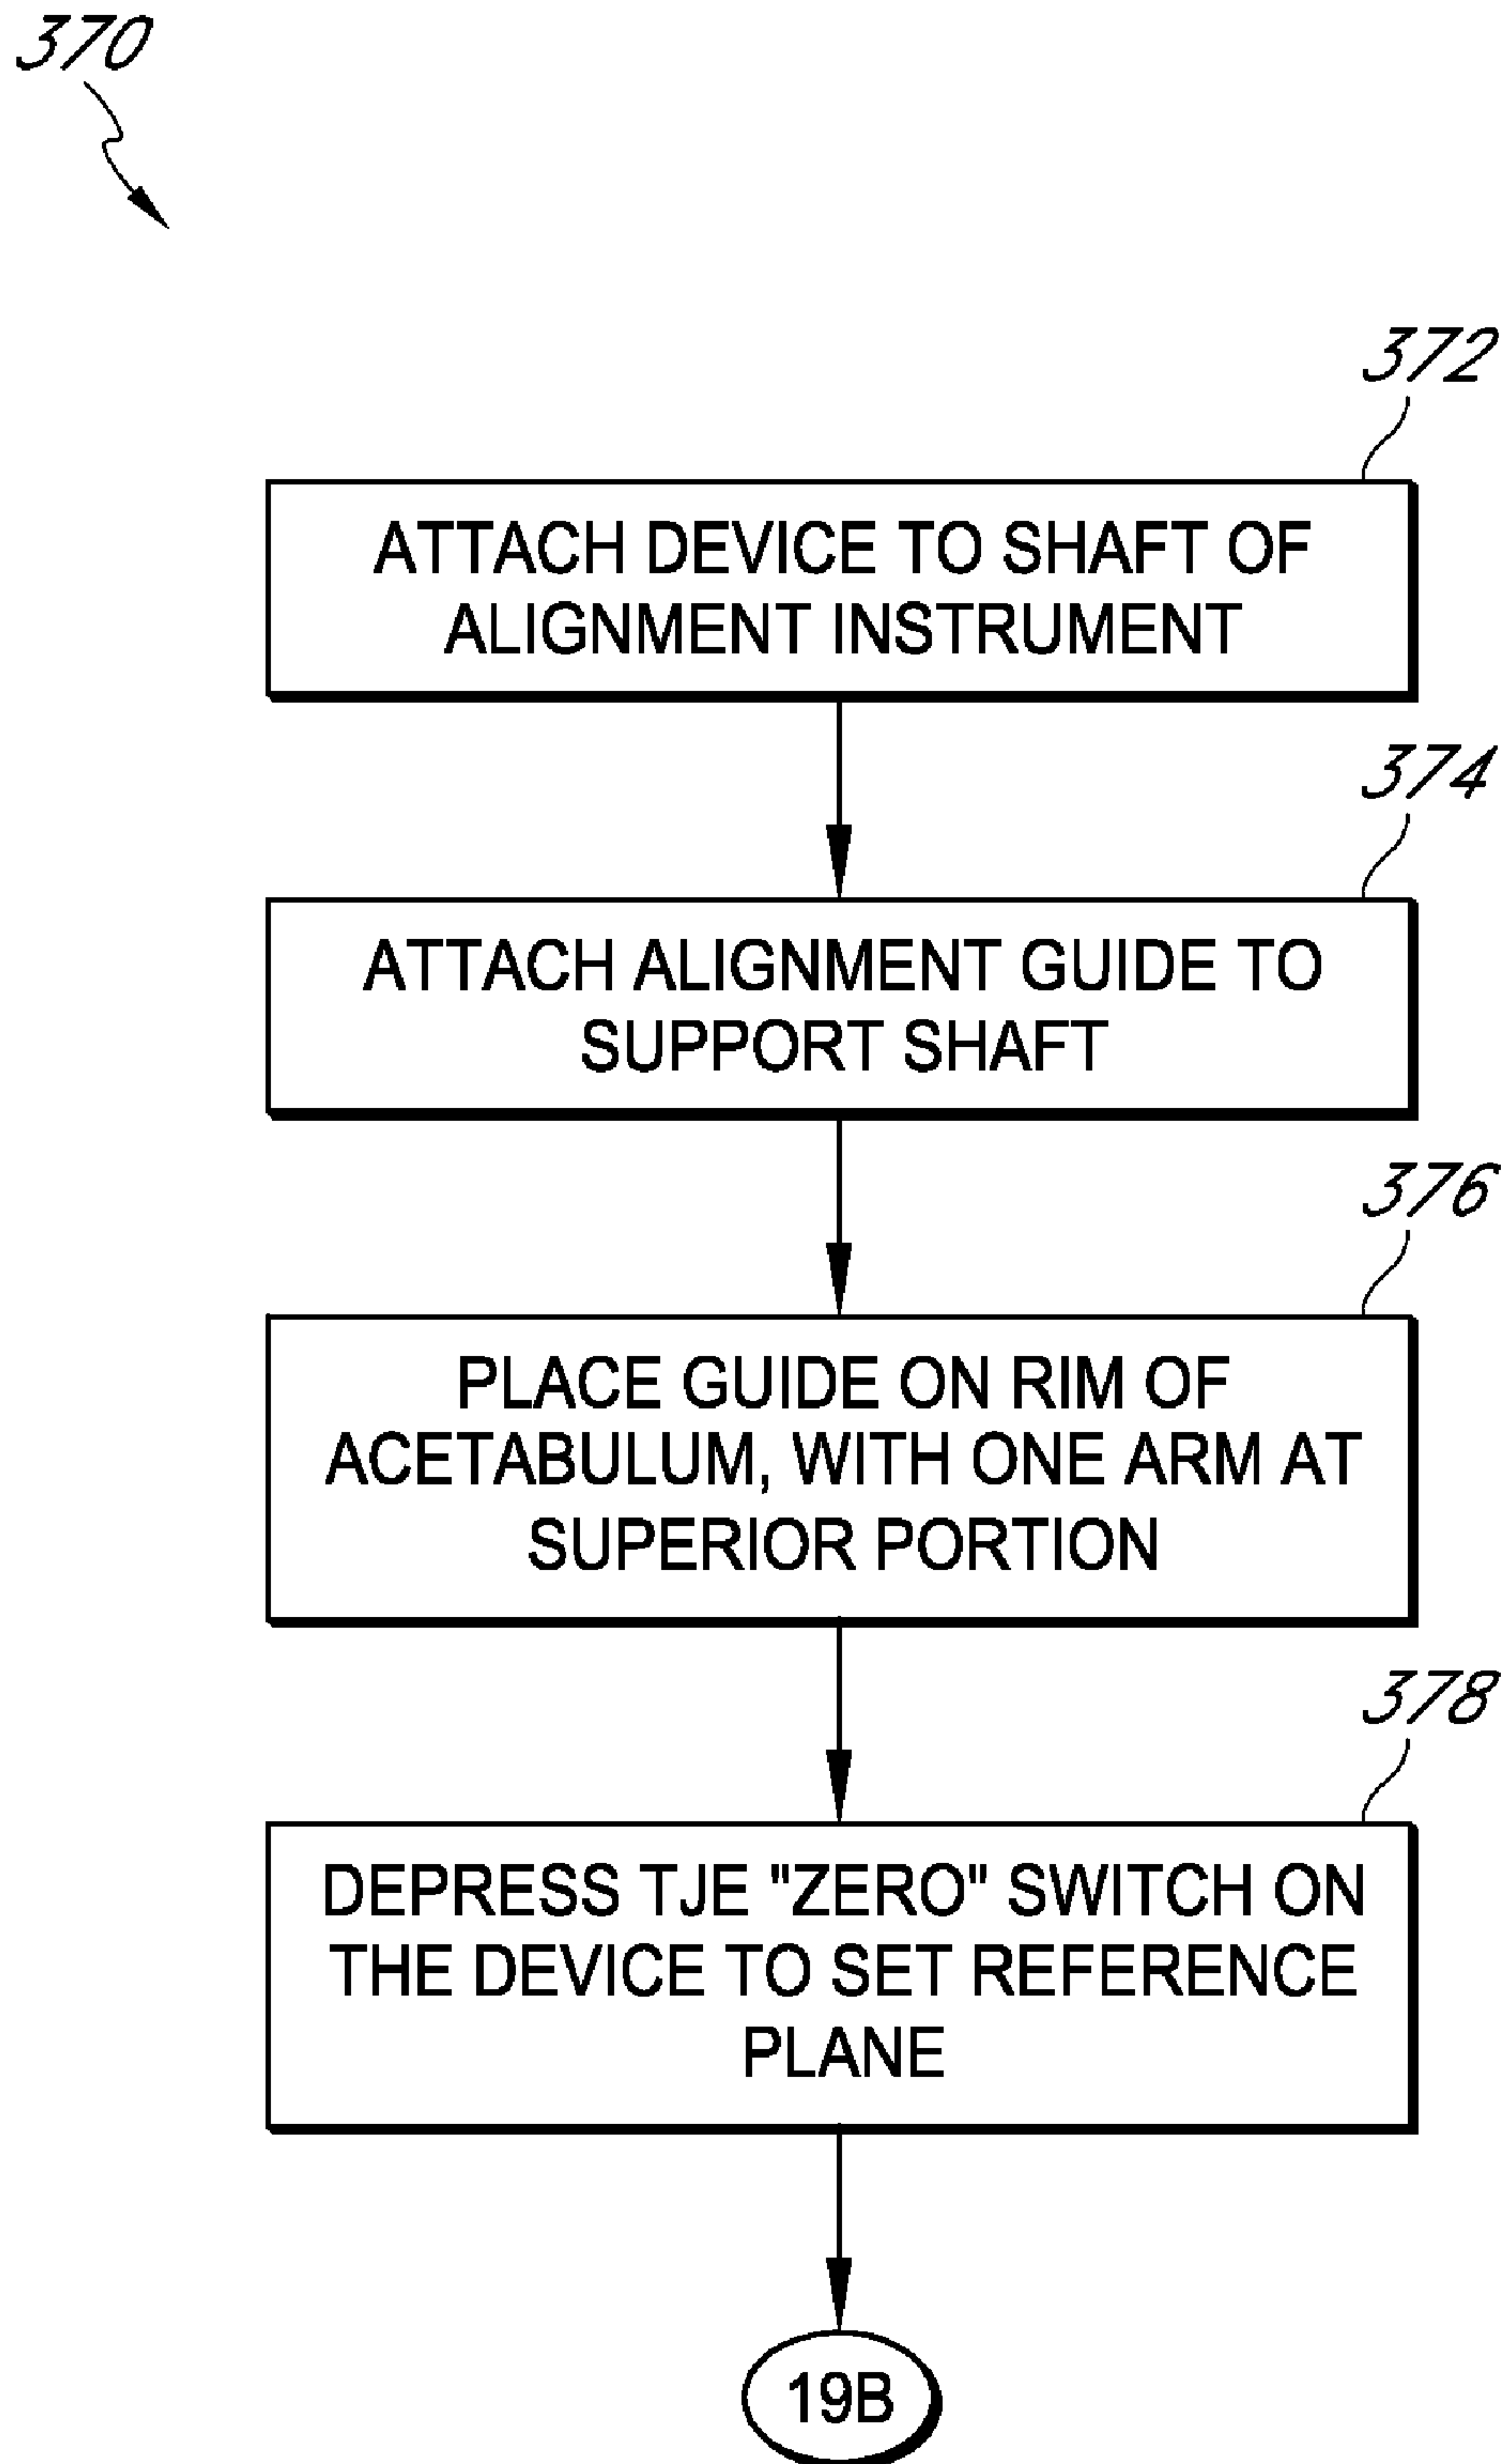 370
372
ATTACH DEVICE TO SHAFT OF
ALIGNMENT INSTRUMENT
374
ATTACH ALIGNMENT GUIDE TO
SUPPORT SHAFT
376
PLACE GUIDE ON RIM OF
ACETABULUM, WITH ONE ARM AT
SUPERIOR PORTION
378
DEPRESS TJE "ZERO" SWITCH ON
THE DEVICE TO SET REFERENCE
PLANE
19B